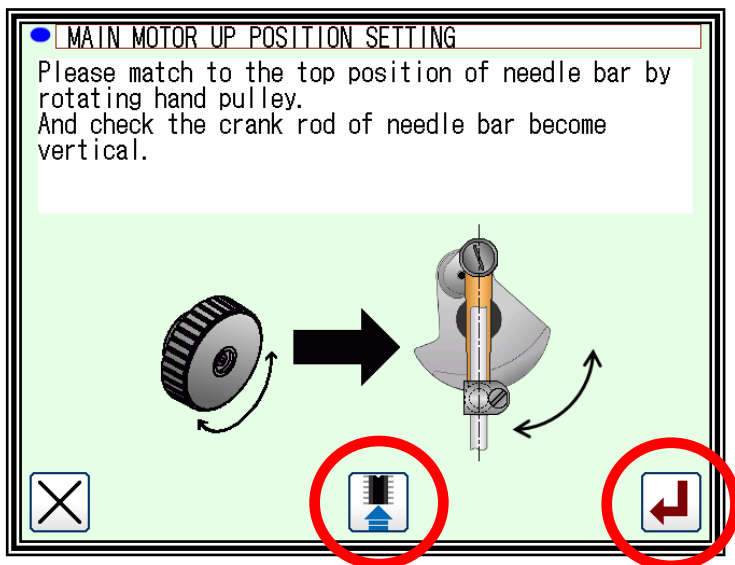 MAIN MOTOR UP POSITION SETTING
Please match to the top position of needle bar by
rotating hand pulley.
And check the crank rod of needle bar become
vertical.